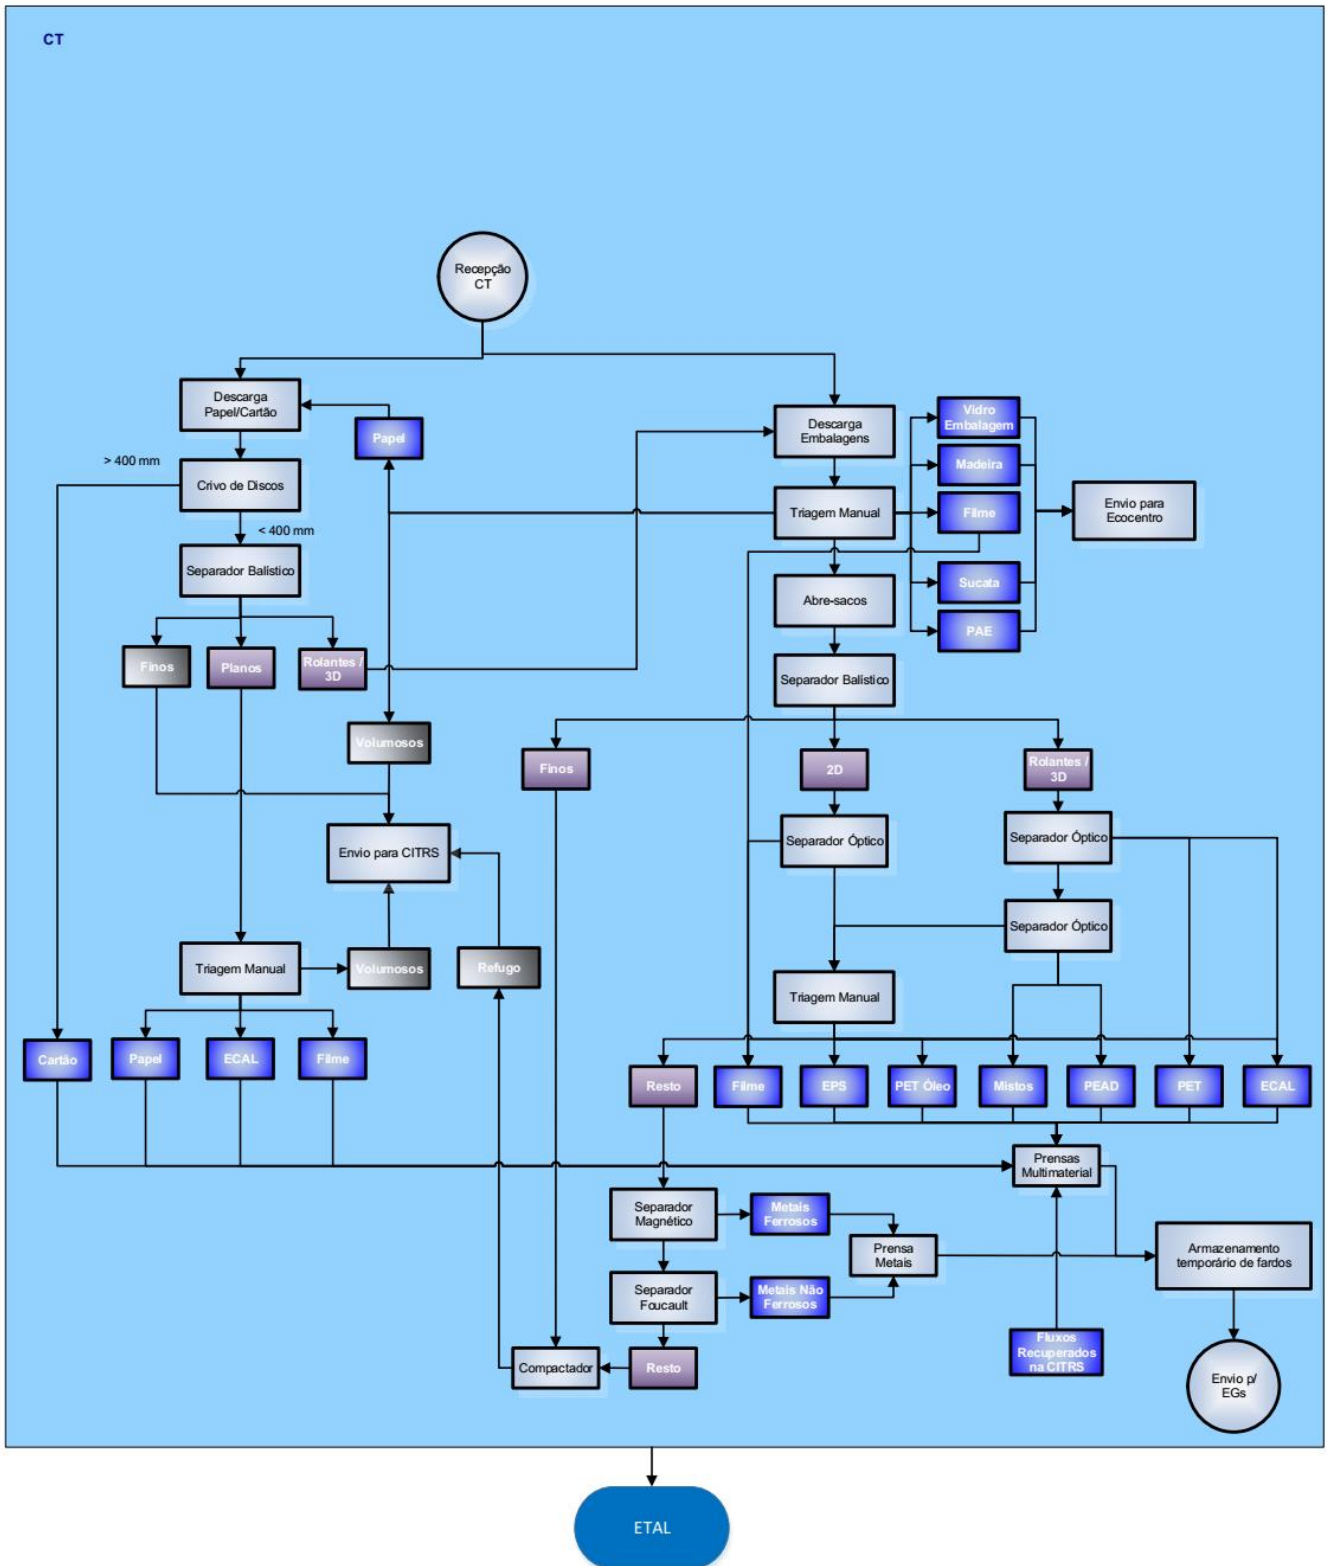 CT
Recepção
CT
Descarga
Papel/Cartão
Papel
> 400 mm
Crivo de Discos
< 400 mm
Separador Balístico
Finos
Planos
Rolantes /
3D
Volumosos
Envio para CITRS
Triagem Manual
Volumosos
Refugo
Cartão
Papel
ECAL
Filme
Descarga
Embalagens
Triagem Manual
Vidro
Embalagem
Madeira
Filme
Sucata
PAE
Envio para
Ecocentro
Abre-sacos
Separador Balístico
Finos
2D
Rolantes /
3D
Separador Óptico
Separador Óptico
Separador Óptico
Triagem Manual
Resto
Filme
EPS
PET Óleo
Mistos
PEAD
PET
ECAL
Prensas
Multimaterial
Separador
Magnético
Metais
Ferrosos
Prensa
Metais
Separador
Foucault
Metais Não
Ferrosos
Compactador
Resto
Fluxos
Recuperados
na CITRS
Armazenamento
temporário de fardos
Envio p/
EGs
ETAL